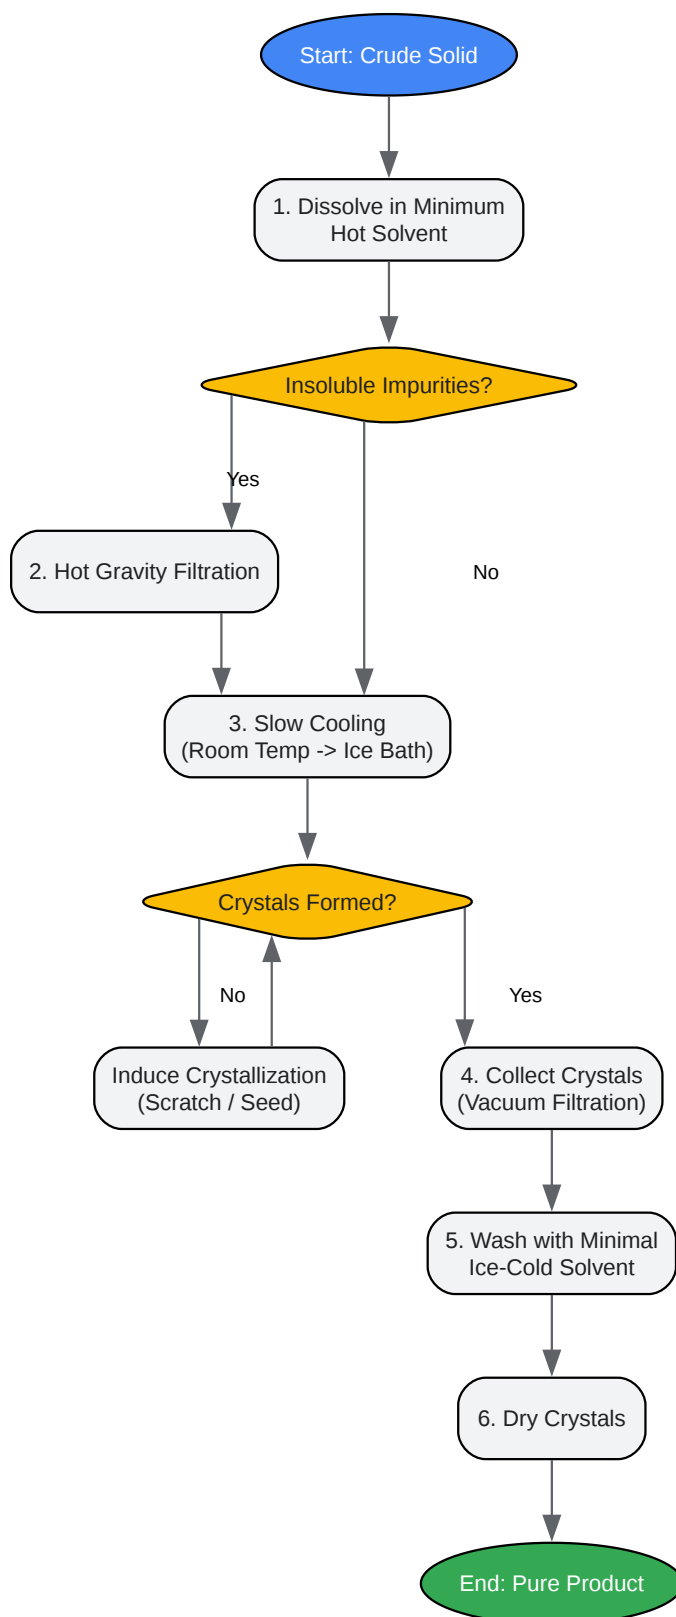 Start: Crude Solid
1. Dissolve in Minimum
Hot Solvent
Insoluble Impurities?
Yes
2. Hot Gravity Filtration
No
3. Slow Cooling
(Room Temp -> Ice Bath)
Crystals Formed?
No
Yes
Induce Crystallization
(Scratch / Seed)
4. Collect Crystals
(Vacuum Filtration)
5. Wash with Minimal
Ice-Cold Solvent
6. Dry Crystals
End: Pure Product